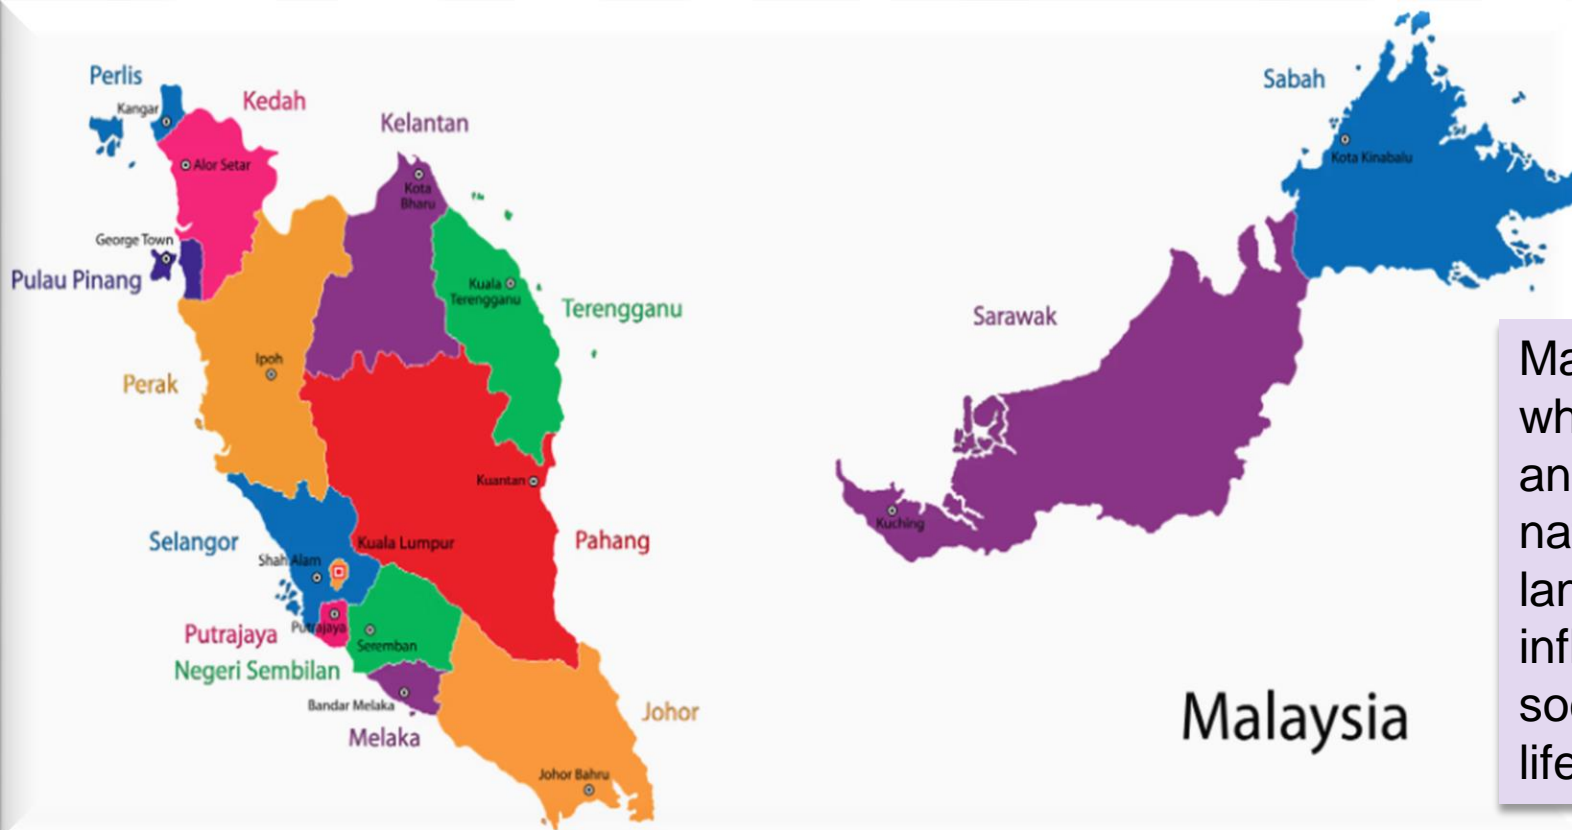 Perlis
Kangar
Kedah
Alor Setar
Kelantan
Kota
Bharu
George Town
Pulau Pinang
Kuala
Terengganu
Terengganu
Ipoh
Perak
Kuantan
Selangor
Kuala Lumpur
Pahang
Shah Alam
Putrajaya
Putrajaya
Seremban
Negeri Sembilan
Bandar Melaka
Melaka
Johor
Johor Bahru
Sabah
Kota Kinabalu
Sarawak
Kuching
Malaysia